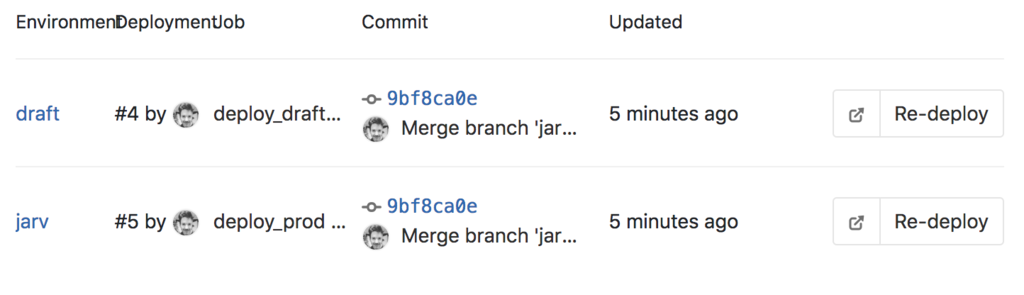 Environment Deployment Job Commit Updated
draft #4 by deploy_draft... 9bf8ca0e 5 minutes ago Re-deploy
Merge branch 'jar...
jarv #5 by deploy_prod ... 9bf8ca0e 5 minutes ago Re-deploy
Merge branch 'jar...